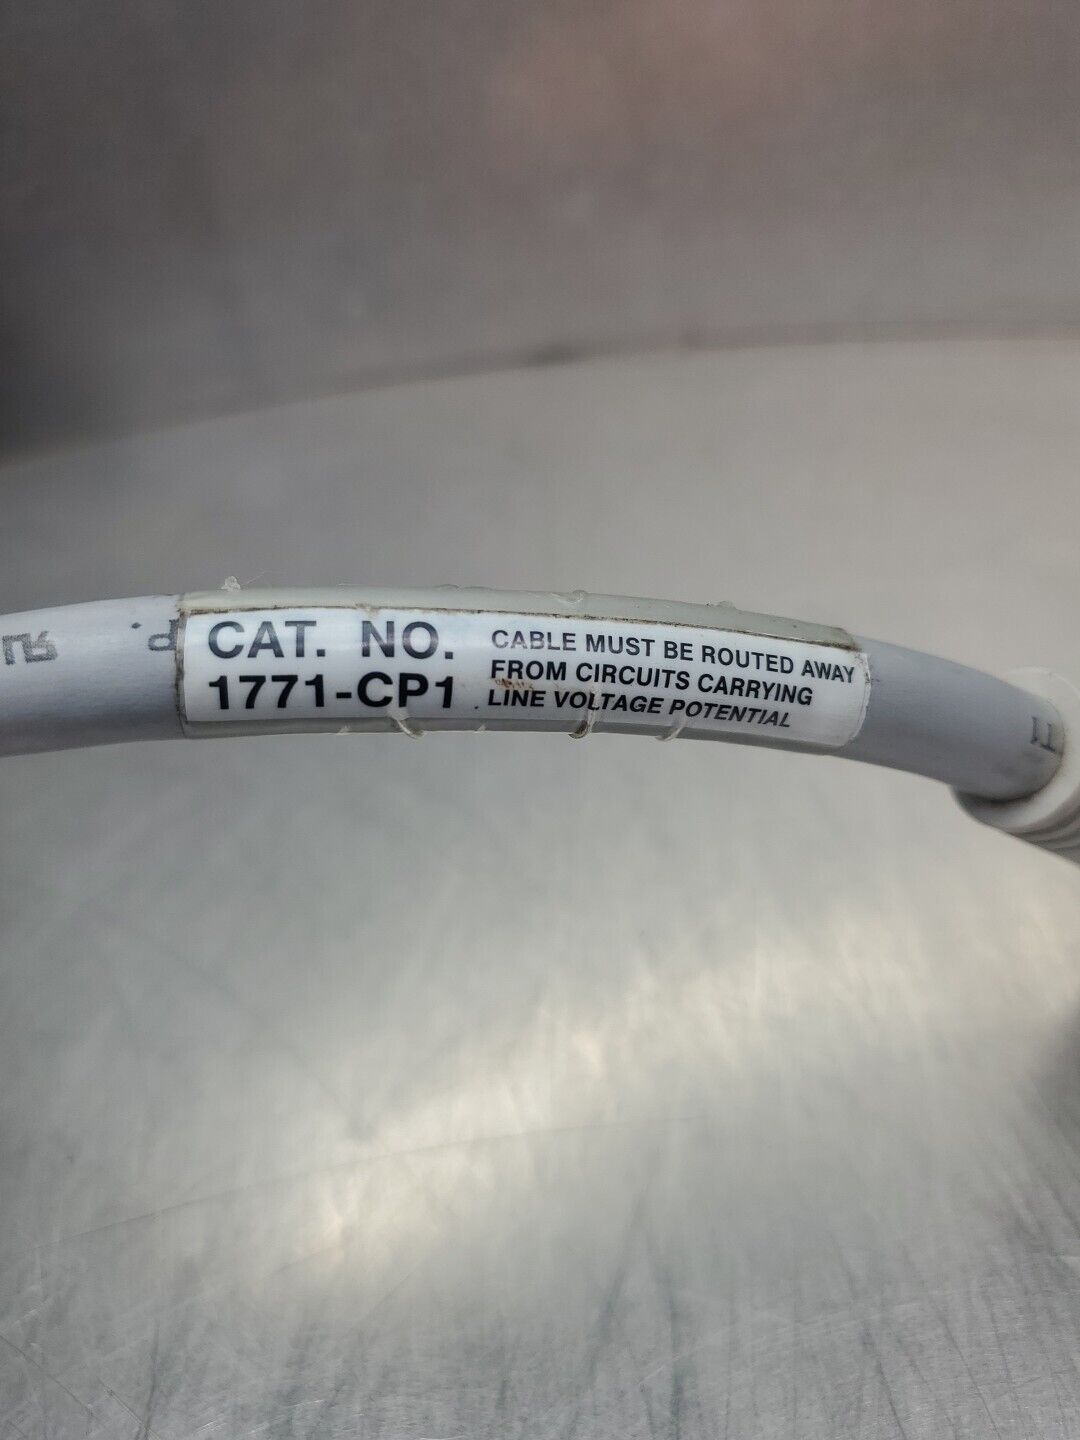 CAT. NO.
1771-CP1
CABLE MUST BE ROUTED AWAY
FROM CIRCUITS CARRYING
LINE VOLTAGE POTENTIAL